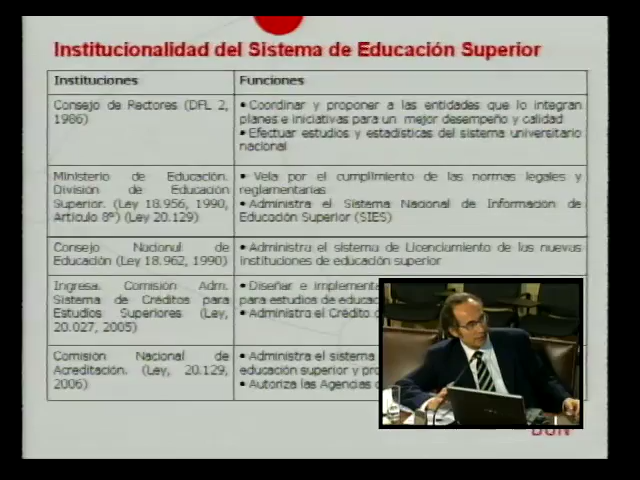 Institucionalidad del Sistema de Educación Superior
Instituciones
Funciones
Consejo de Rectores (DFL 2,
1986)
•Coordinar y proponer a las entidades que lo integran
planes e iniciativas para un mejor desempeño y calidad
•Efectuar estudios y estadísticas del sistema universitario
nacional
Ministerio de Educación.
División de Educación
Superior. (Ley 18.956, 1990,
Artículo 8º) (Ley 20.129)
• Vela por el cumplimiento de las normas legales y
reglamentarias
•Administra el Sistema Nacional de Información de
Educación Superior (SIES)
Consejo Nacional de
Educación (Ley 18.962, 1990)
•Administra el sistema de Licenciamiento de las nuevas
instituciones de educación superior
Ingresa. Comisión Adm.
Sistema de Créditos para
Estudios Superiores (Ley,
20.027, 2005)
•Diseñar e implementa
para estudios de educac
•Administra el Crédito
Comisión Nacional de
Acreditación. (Ley, 20.129,
2006)
•Administra el sistema
educación superior y pro
• Autoriza las Agencias